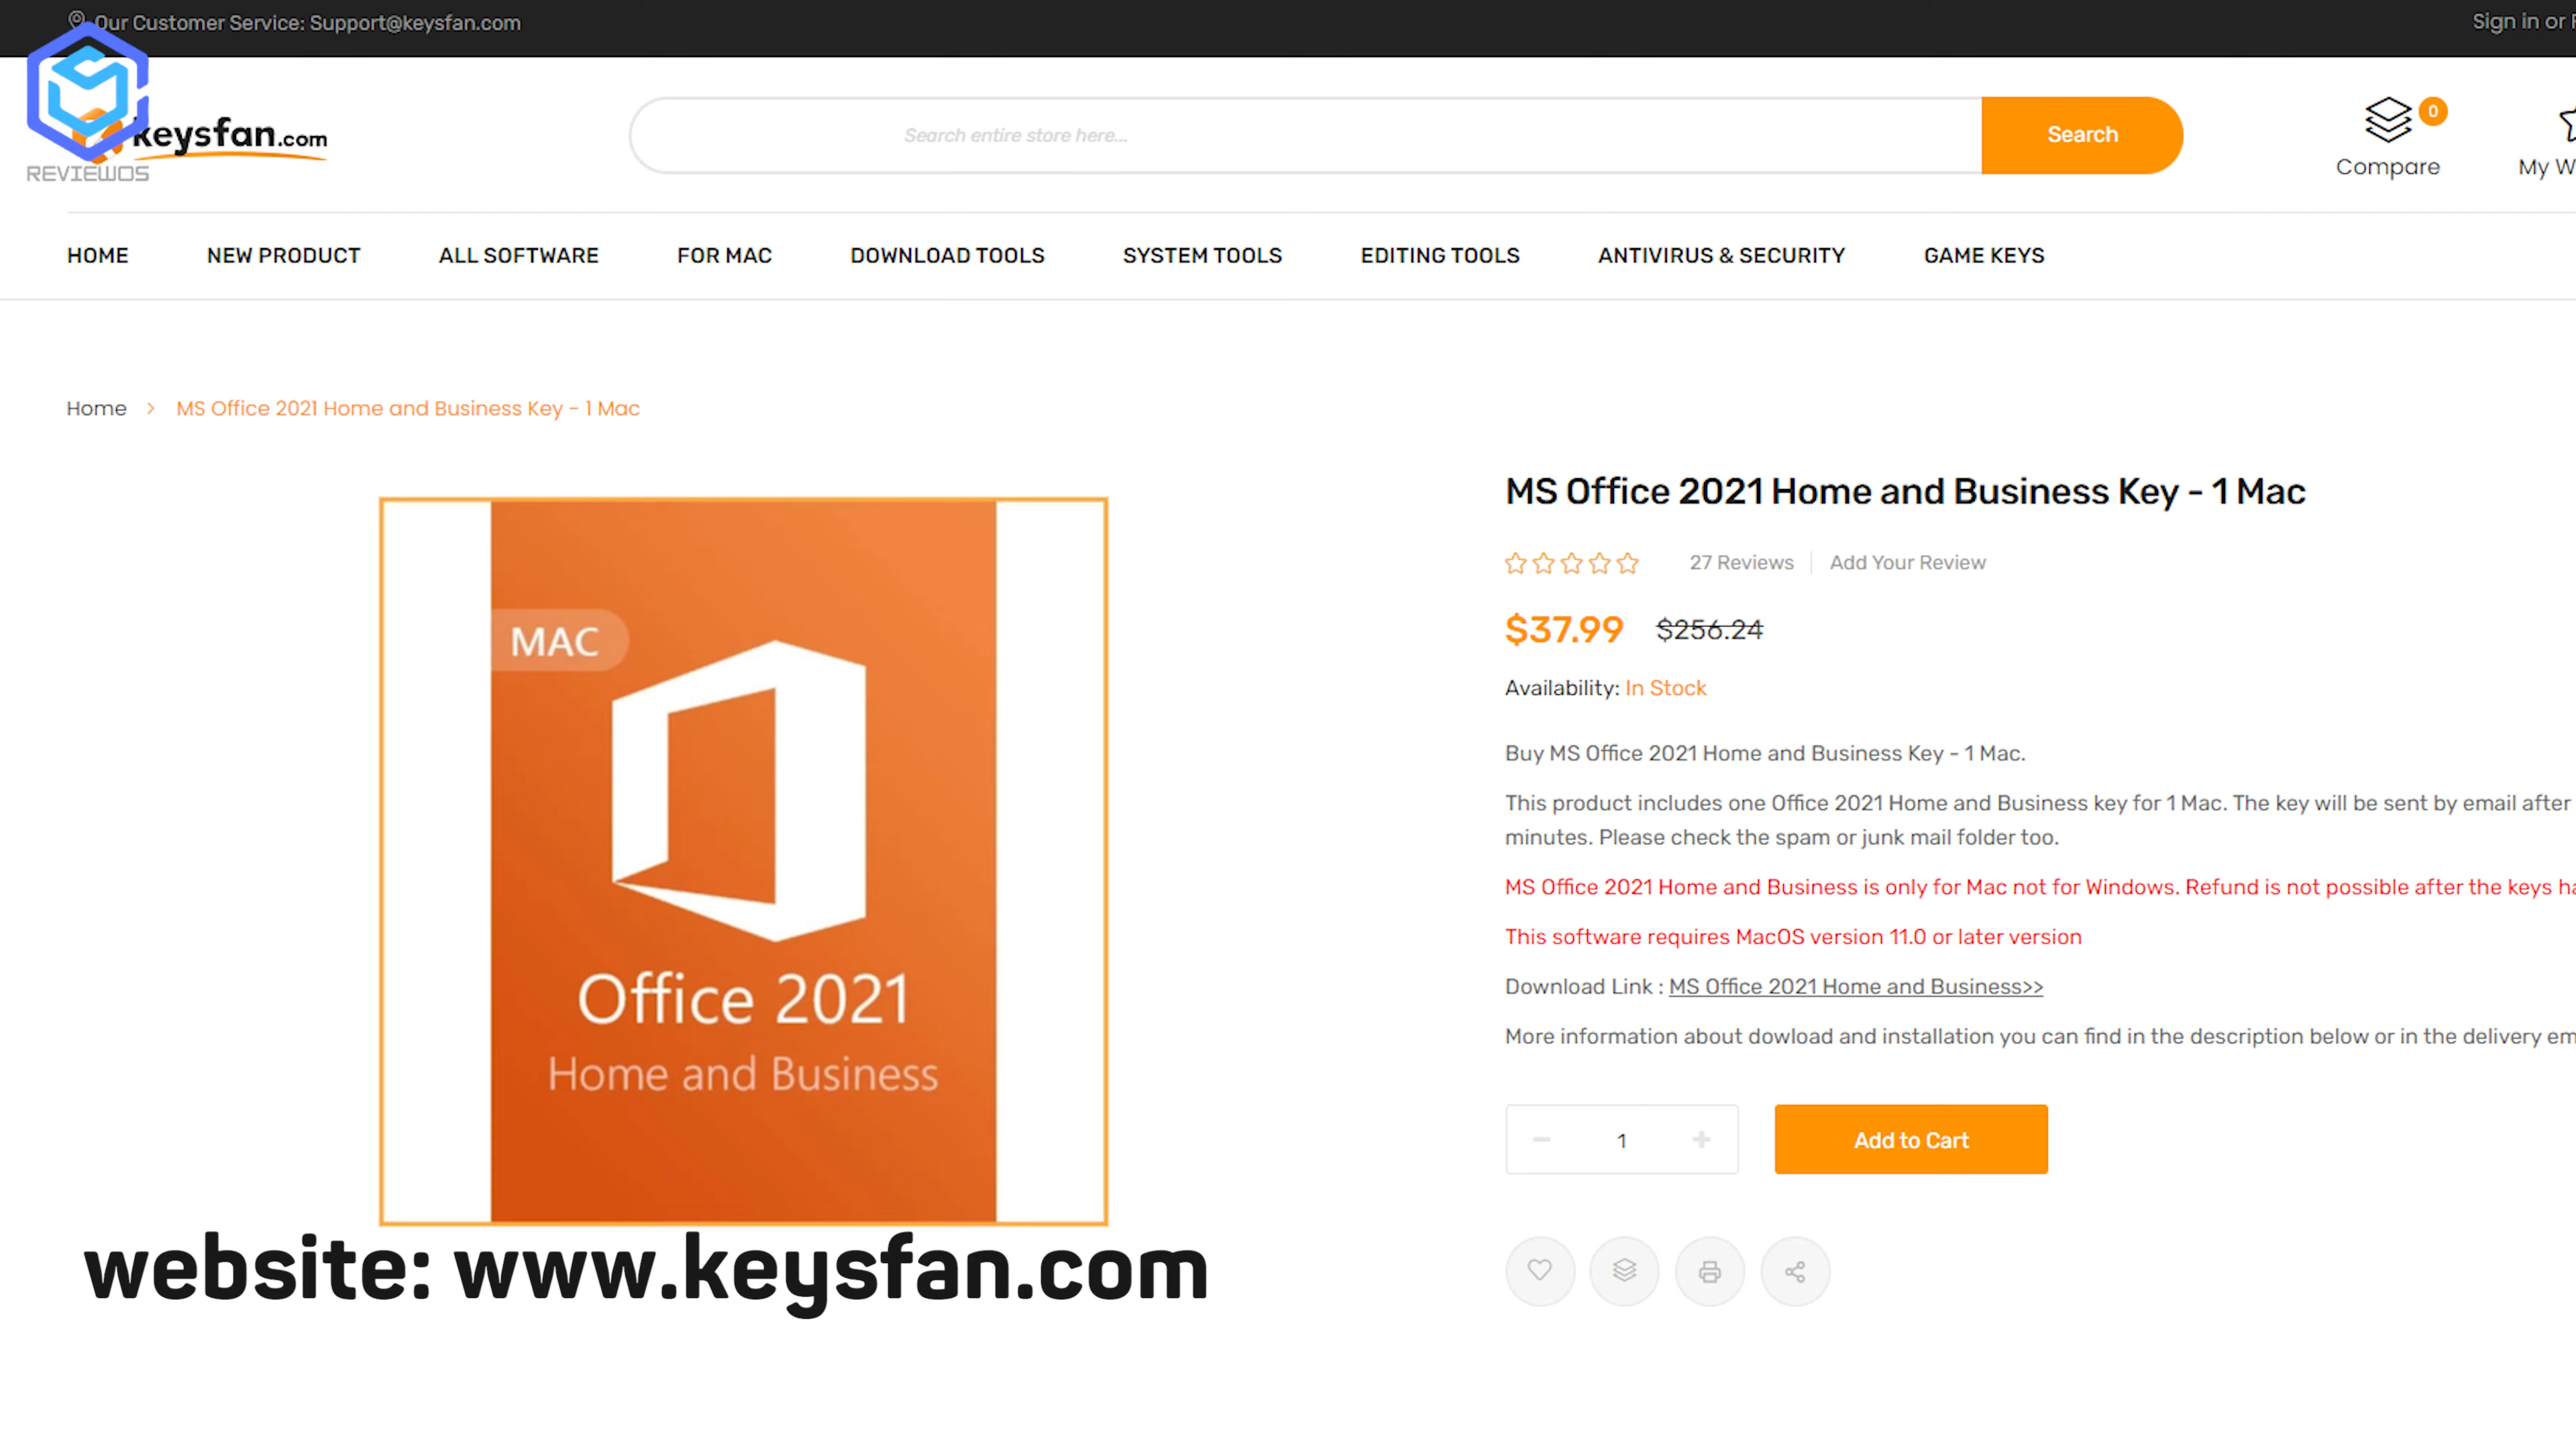 Our Customer Service: Support@keysfan.com
Sign in or
keysfan.com
REVIEWOS
Search entire store here...
Search
0
Compare
My
HOME NEW PRODUCT ALL SOFTWARE FOR MAC DOWNLOAD TOOLS SYSTEM TOOLS EDITING TOOLS ANTIVIRUS & SECURITY GAME KEYS
Home > MS Office 2021 Home and Business Key - 1 Mac
MAC
Office 2021
Home and Business
website: www.keysfan.com
MS Office 2021 Home and Business Key - 1 Mac
27 Reviews Add Your Review
$37.99 $256.24
Availability: In Stock
Buy MS Office 2021 Home and Business Key - 1 Mac.
This product includes one Office 2021 Home and Business key for 1 Mac. The key will be sent by email after
minutes. Please check the spam or junk mail folder too.
MS Office 2021 Home and Business is only for Mac not for Windows. Refund is not possible after the keys
This software requires MacOS version 11.0 or later version
Download Link : MS Office 2021 Home and Business>>
More information about dowload and installation you can find in the description below or in the delivery
1
Add to Cart